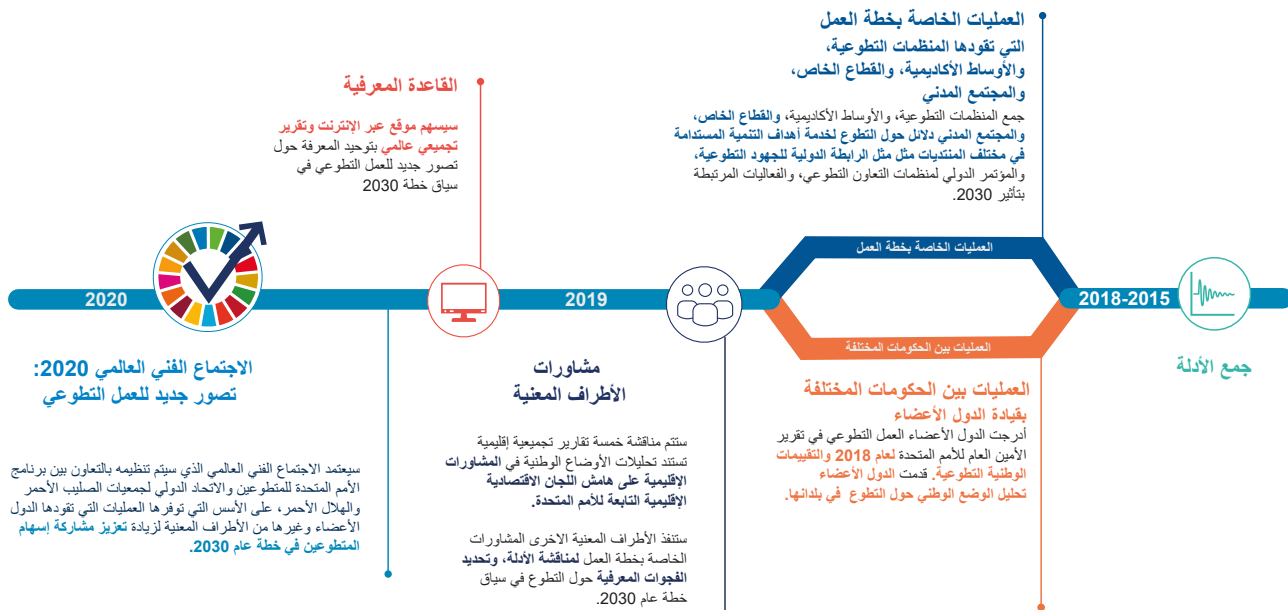 2018-2015
جمع الأدلة
العمليات الخاصة بخطة العمل
التي تقودها المنظمات التطوعية،
والأوساط الأكاديمية، والقطاع الخاص،
والمجتمع المدني
جمع المنظمات التطوعية، والأوساط الأكاديمية، والقطاع الخاص،
والمجتمع المدني دلائل حول التطوع لخدمة أهداف التنمية المستدامة
في مختلف المنتديات مثل مثل الرابطة الدولية للجهود التطوعية،
والمؤتمر الدولي لمنظمات التعاون التطوعي، والفعاليات المرتبطة
بتأثير 2030.
العمليات الخاصة بخطة العمل
العمليات بين الحكومات المختلفة
العمليات بين الحكومات المختلفة
بقيادة الدول الأعضاء
أدرجت الدول الأعضاء العمل التطوعي في تقرير
الأمين العام للأمم المتحدة لعام 2018 والتقييمات
الوطنية التطوعية. قدمت الدول الأعضاء
تحليل الوضع الوطني حول التطوع في بلدانها.
2019
مشاورات
الأطراف المعنية
ستتم مناقشة خمسة تقارير تجميعية إقليمية
تستند تحليلات الأوضاع الوطنية في المشاورات
الإقليمية على هامش اللجان الاقتصادية
الإقليمية التابعة للأمم المتحدة.
ستنفذ الأطراف المعنية الاخرى المشاورات
الخاصة بخطة العمل لمناقشة الأدلة، وتحديد
الفجوات المعرفية حول التطوع في سياق
خطة عام 2030.
القاعدة المعرفية
سيسهم موقع عبر الإنترنت وتقرير
تجميعي عالمي بتوحيد المعرفة حول
تصور جديد للعمل التطوعي في
سياق خطة 2030
2020
الاجتماع الفني العالمي 2020:
تصور جديد للعمل التطوعي
سيعتمد الاجتماع الفني العالمي الذي سيتم تنظيمه بالتعاون بين برنامج
الأمم المتحدة للمتطوعين والاتحاد الدولي لجمعيات الصليب الأحمر
والهلال الأحمر، على الأسس التي توفرها العمليات التي تقودها الدول
الأعضاء وغيرها من الأطراف المعنية لزيادة تعزيز مشاركة إسهام
المتطوعين في خطة عام 2030.